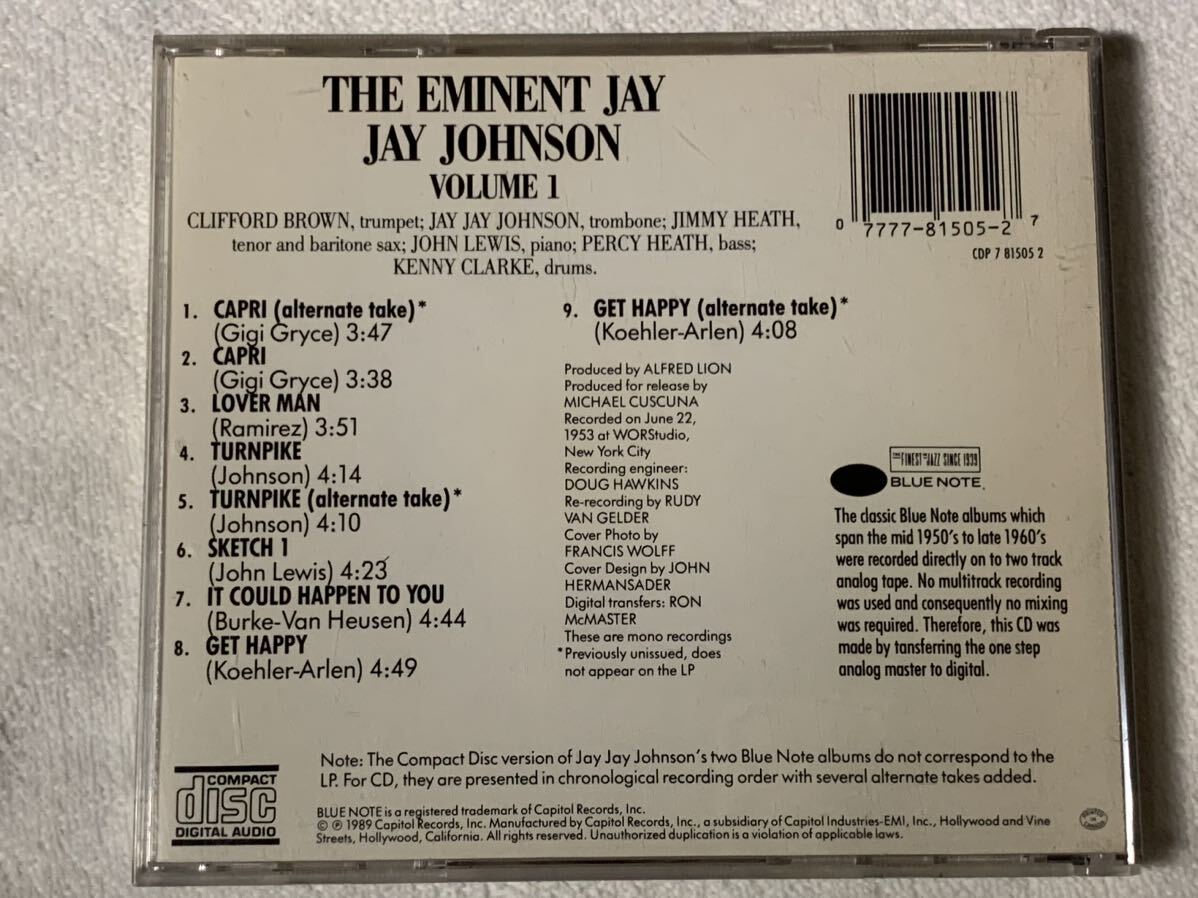 THE EMINENT JAY
JAY JOHNSON
VOLUME 1
CLIFFORD BROWN, trumpet; JAY JAY JOHNSON, trombone; JIMMY HEATH,
tenor and baritone sax; JOHN LEWIS, piano; PERCY HEATH, bass;
KENNY CLARKE, drums.
0 7777-81505-2 7
CDP 7 81505 2
1. CAPRI (alternate take)*
(Gigi Gryce) 3:47
2. CAPRI
(Gigi Gryce) 3:38
3. LOVER MAN
(Ramirez) 3:51
4. TURNPIKE
(Johnson) 4:14
5. TURNPIKE (alternate take)*
(Johnson) 4:10
6. SKETCH 1
(John Lewis) 4:23
7. IT COULD HAPPEN TO YOU
(Burke-Van Heusen) 4:44
8. GET HAPPY
(Koehler-Arlen) 4:49
9. GET HAPPY (alternate take)*
(Koehler-Arlen) 4:08
Produced by ALFRED LION
Produced for release by
MICHAEL CUSCUNA
Recorded on June 22,
1953 at WORStudio,
New York City
Recording engineer:
DOUG HAWKINS
Re-recording by RUDY
VAN GELDER
Cover Photo by
FRANCIS WOLFF
Cover Design by JOHN
HERMANSADER
Digital transfers: RON
McMASTER
These are mono recordings
*Previously unissued, does
not appear on the LP
THE FINEST IN JAZZ SINCE 1939
BLUE NOTE
The classic Blue Note albums which
span the mid 1950's to late 1960's
were recorded directly on to two track
analog tape. No multitrack recording
was used and consequently no mixing
was required. Therefore, this CD was
made by tansferring the one step
analog master to digital.
Note: The Compact Disc version of Jay Jay Johnson's two Blue Note albums do not correspond to the
LP. For CD, they are presented in chronological recording order with several alternate takes added.
COMPACT
disc
DIGITAL AUDIO
BLUE NOTE is a registered trademark of Capitol Records, Inc.
© ℗ 1989 Capitol Records, Inc. Manufactured by Capitol Records, Inc., a subsidiary of Capitol Industries-EMI, Inc., Hollywood and Vine
Streets, Hollywood, California. All rights reserved. Unauthorized duplication is a violation of applicable laws.